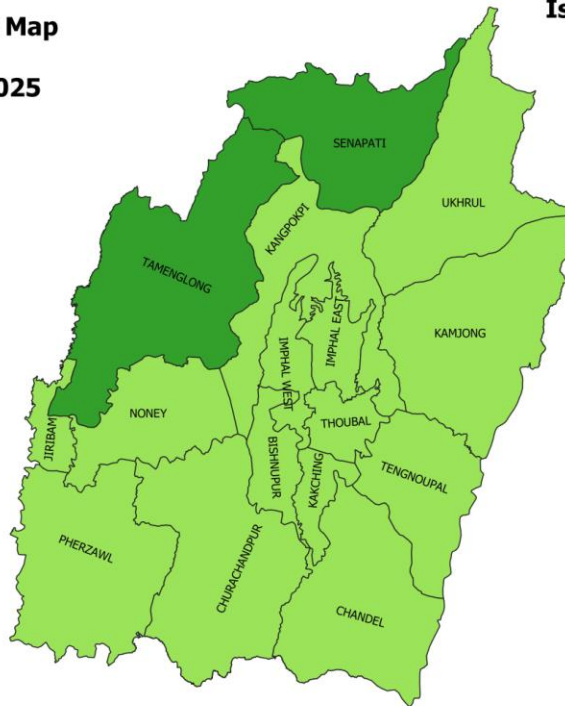 Map
Is
025
SENAPATI
UKHRUL
KANGPOKPI
TAMENGLONG
KAMJONG
IMPHAL EAST
IMPHAL WEST
NONEY
JIRIBAM
THOUBAL
BISHNUPUR
KAKCHING
TENGNOUPAL
PHERZAWL
CHURACHANDPUR
CHANDEL